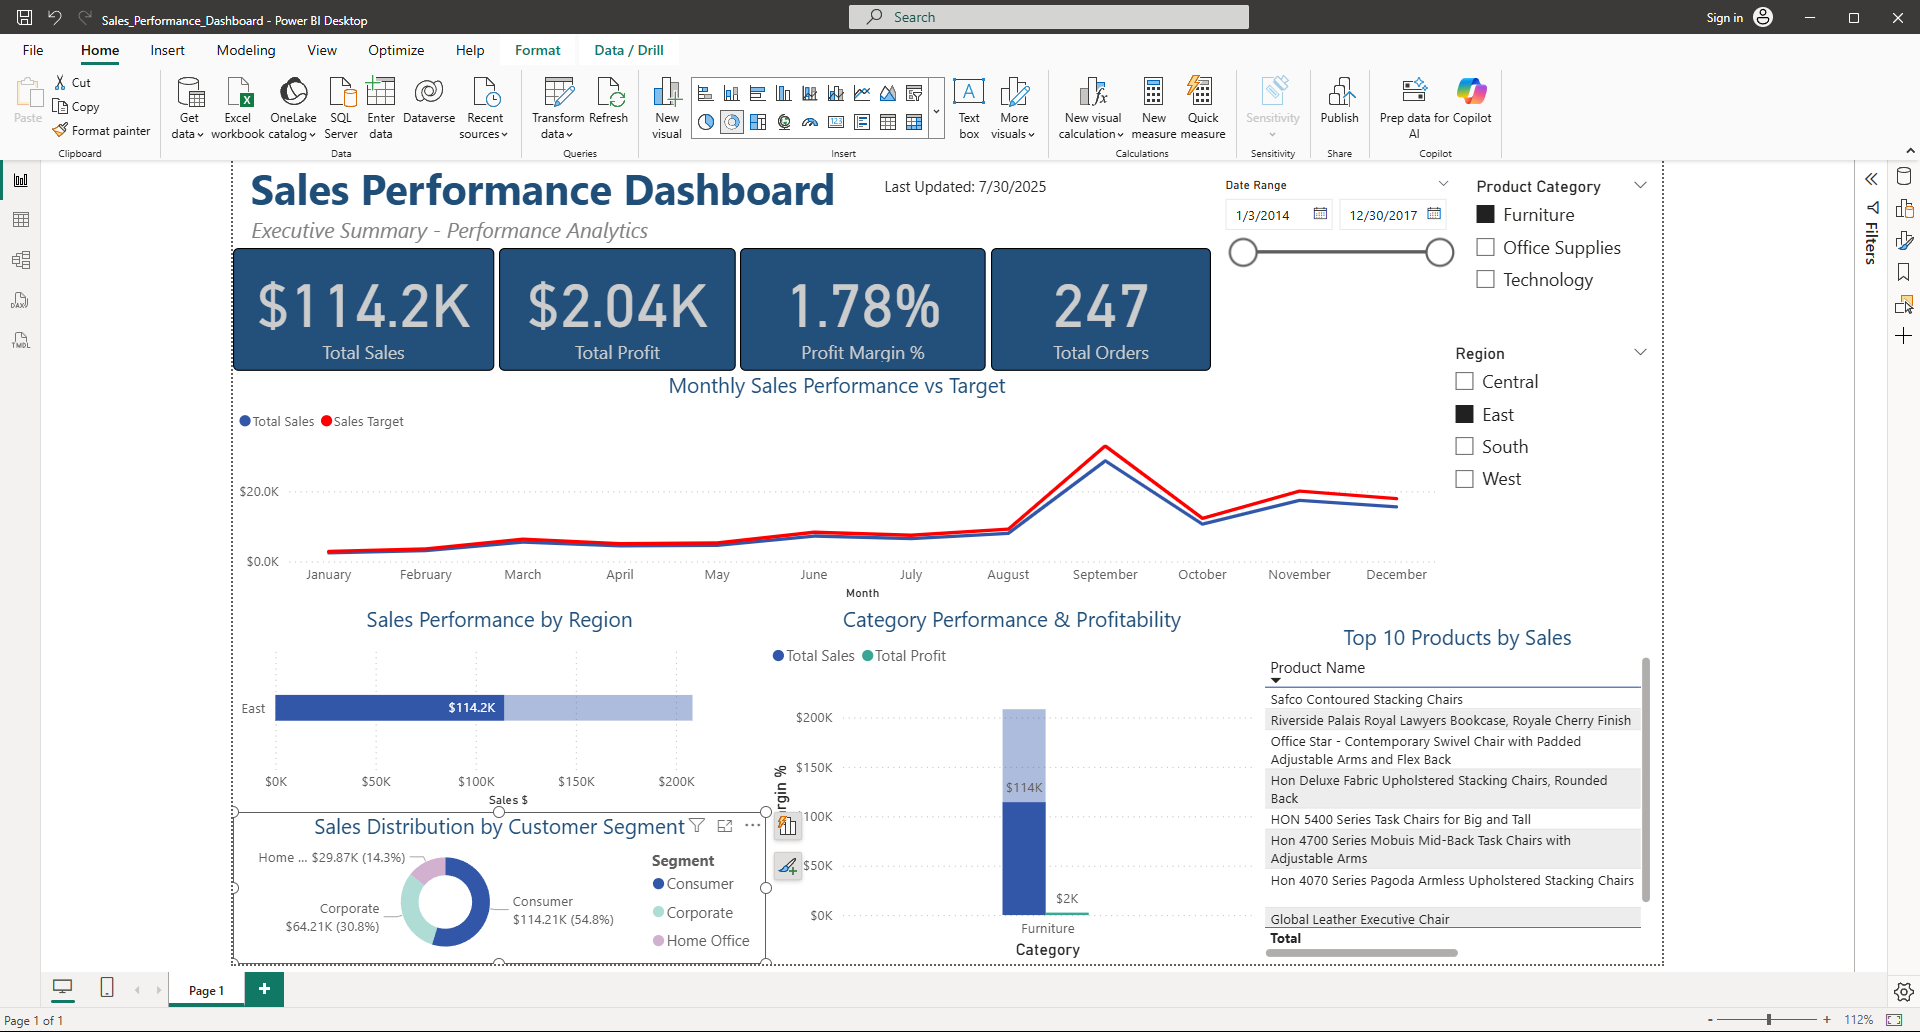 Sales_Performance_Dashboard - Power BI Desktop
Search
Sign in
File Home Insert Modeling View Optimize Help Format Data / Drill
Paste
Cut
Copy
Format painter
Clipboard
Get data
Excel workbook
OneLake catalog
SQL Server
Enter data
Dataverse
Recent sources
Data
Transform data
Refresh
Queries
New visual
Text box
More visuals
Insert
New visual calculation
New measure
Quick measure
Calculations
Sensitivity
Sensitivity
Publish
Share
Prep data for AI
Copilot
Copilot
DAX
TMDL
Sales Performance Dashboard
Executive Summary - Performance Analytics
Last Updated: 7/30/2025
Date Range
1/3/2014
12/30/2017
Product Category
Furniture
Office Supplies
Technology
Filters
$114.2K
Total Sales
$2.04K
Total Profit
1.78%
Profit Margin %
247
Total Orders
Region
Central
East
South
West
Monthly Sales Performance vs Target
Total Sales Sales Target
$20.0K
$0.0K
January February March April May June July August September October November December
Month
Sales Performance by Region
East
$114.2K
$0K $50K $100K $150K $200K
Sales $
Sales Distribution by Customer Segment
Home ... $29.87K (14.3%)
Corporate
$64.21K (30.8%)
Consumer
$114.21K (54.8%)
Segment
Consumer
Corporate
Home Office
Category Performance & Profitability
Total Sales Total Profit
$200K
$150K
100K
$50K
$0K
rgin %
$114K
$2K
Furniture
Category
Top 10 Products by Sales
Product Name
Safco Contoured Stacking Chairs
Riverside Palais Royal Lawyers Bookcase, Royale Cherry Finish
Office Star - Contemporary Swivel Chair with Padded
Adjustable Arms and Flex Back
Hon Deluxe Fabric Upholstered Stacking Chairs, Rounded
Back
HON 5400 Series Task Chairs for Big and Tall
Hon 4700 Series Mobuis Mid-Back Task Chairs with
Adjustable Arms
Hon 4070 Series Pagoda Armless Upholstered Stacking Chairs
Global Leather Executive Chair
Total
Page 1
+
Page 1 of 1
- + 112%